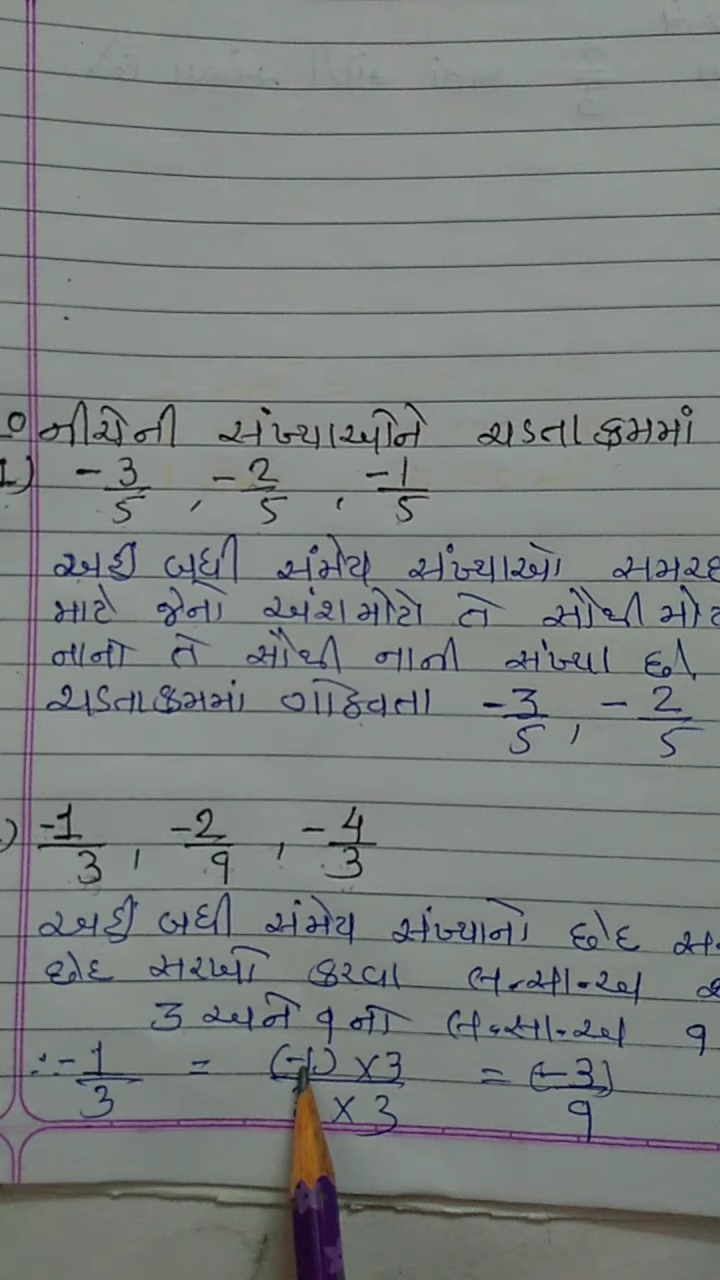 નીચેની સંખ્યાઓને ચડતાક્રમમાં
1) -3/5 , -2/5 , -1/5
અહીં બધી સંમેય સંખ્યાઓ
માટે જેનો અંશ મોટો તે સૌથી
નાનો તે સૌથી નાની સંખ્યા છે.
ચડતાક્રમમાં ગોઠવતા -3/5 , -2/5
) -1/3 , -2/9 , -4/3
અહીં બધી સંમેય સંખ્યાનો છેદ
છેદ સરખો કરવા લ.સા.અ
3 અને 9 નો લ.સા.અ 9
∴ -1/3 = (-1) ×3/ ×3 = (-3)/9